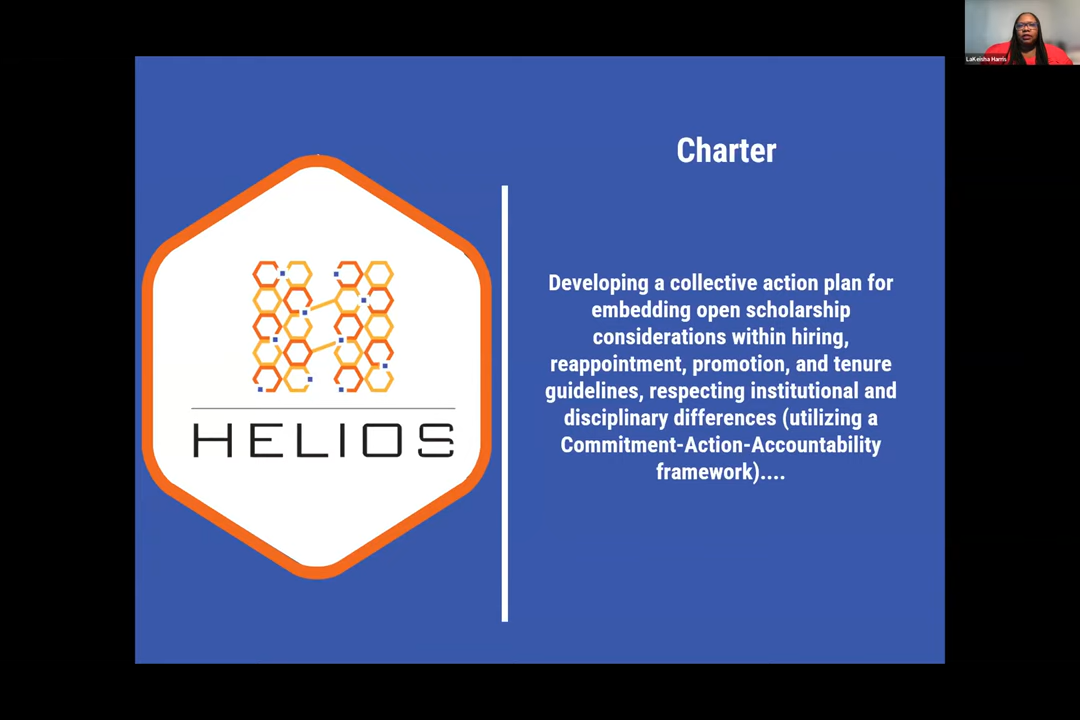 LaKeisha Harris
Charter
Developing a collective action plan for
embedding open scholarship
considerations within hiring,
reappointment, promotion, and tenure
guidelines, respecting institutional and
disciplinary differences (utilizing a
Commitment-Action-Accountability
framework)....
HELIOS